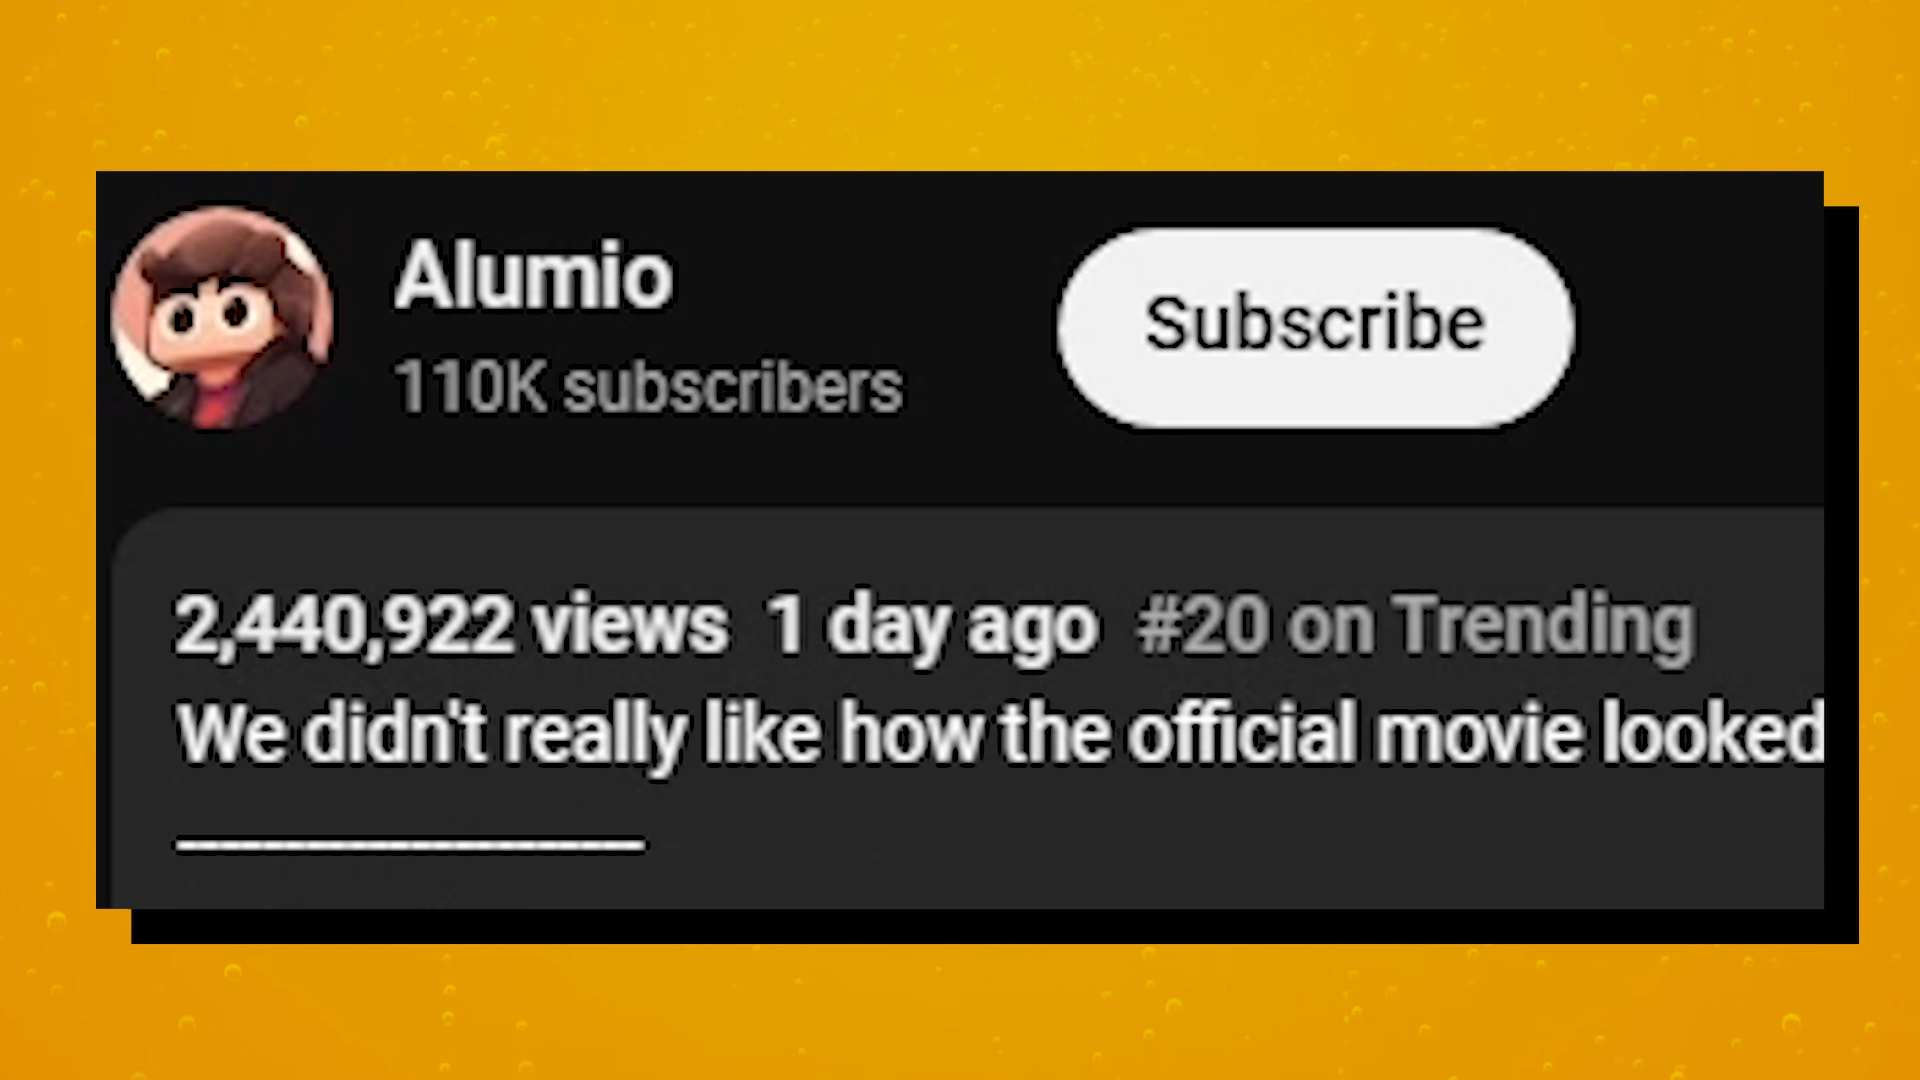 Alumio
110K subscribers
Subscribe
2,440,922 views 1 day ago #20 on Trending
We didn't really like how the official movie looked